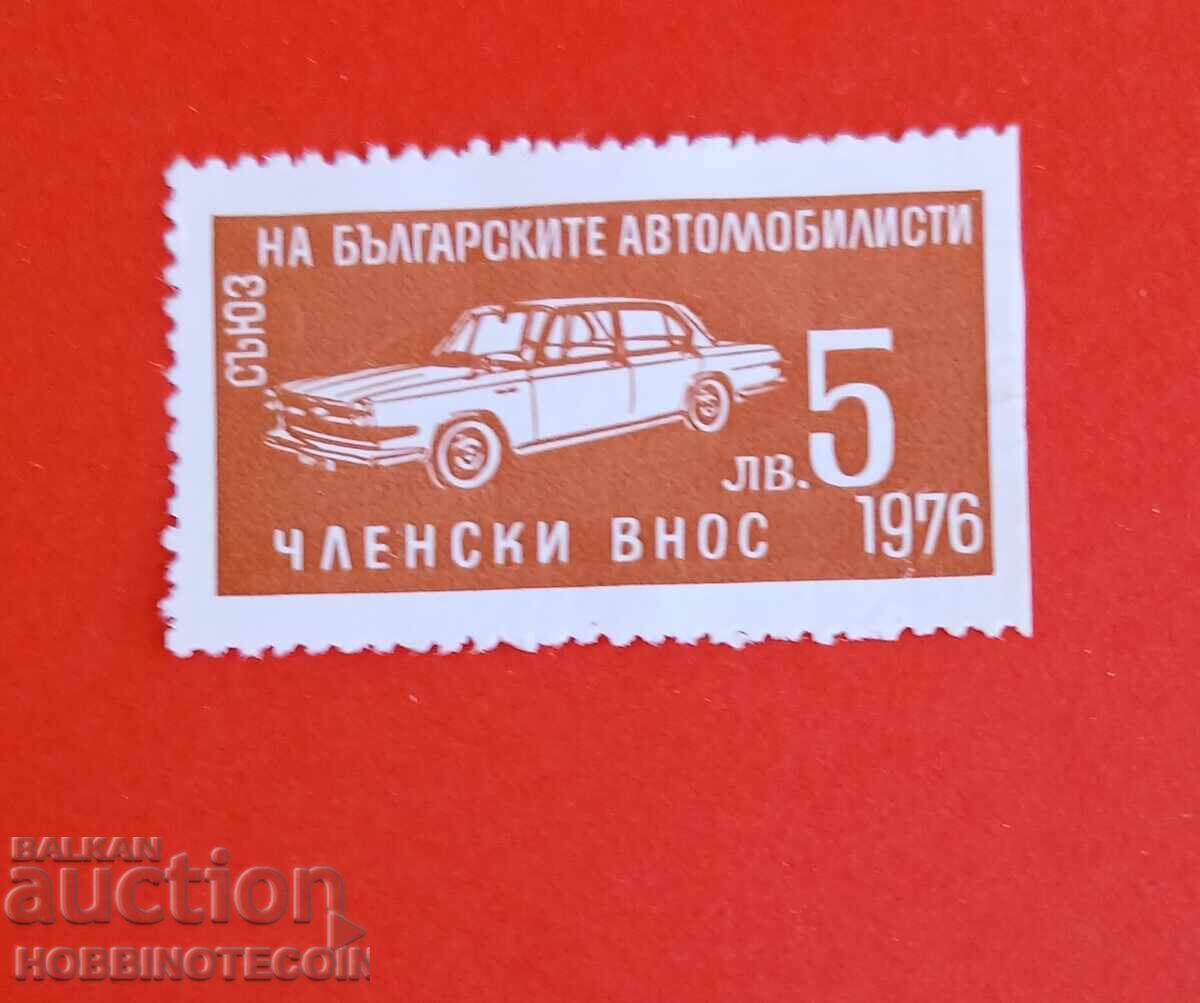 СЪЮЗ
НА БЪЛГАРСКИТЕ АВТОМОБИЛИСТИ
лв. 5
ЧЛЕНСКИ ВНОС
1976
BALKAN
auction
HOBBINOTECOIN